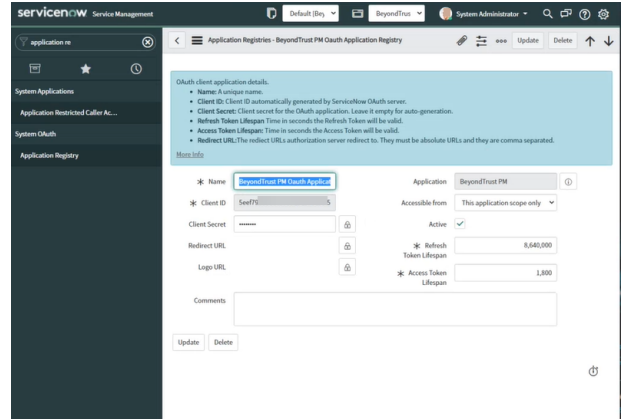 servicenow Service Management
Default (Bey
BeyondTrus
System Administrator
application re
Application Registries - BeyondTrust PM Oauth Application Registry
Update
Delete
System Applications
Application Restricted Caller Ac...
System OAuth
Application Registry
OAuth client application details.
• Name: A unique name.
• Client ID: Client ID automatically generated by ServiceNow OAuth server.
• Client Secret: Client secret for the OAuth application. Leave it empty for auto-generation.
• Refresh Token Lifespan Time in seconds the Refresh Token will be valid.
• Access Token Lifespan: Time in seconds the Access Token will be valid.
• Redirect URL:The rediect URLs authorization server redirect to. They must be absolute URLs and they are comma separated.
More Info
Name BeyondTrust PM Oauth Applicat
Application BeyondTrust PM
Client ID 5eef79 5
Accessible from This application scope only
Client Secret ••••••••
Active
Redirect URL
Refresh Token Lifespan 8,640,000
Logo URL
Access Token Lifespan 1,800
Comments
Update Delete